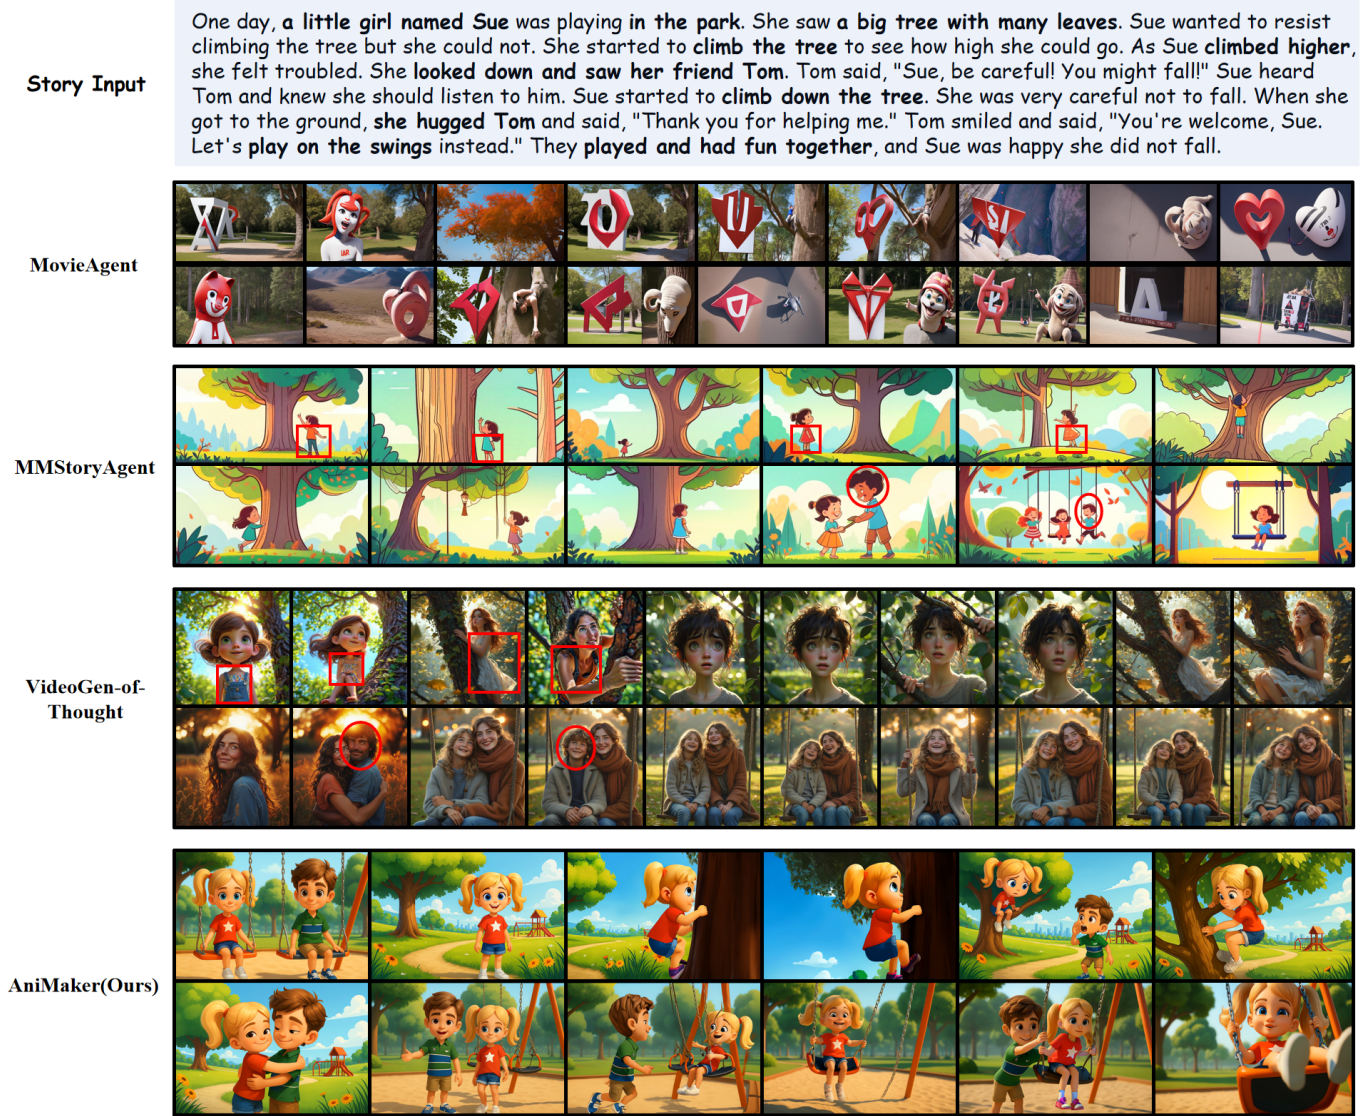 Story Input
One day, a little girl named Sue was playing in the park. She saw a big tree with many leaves. Sue wanted to resist
climbing the tree but she could not. She started to climb the tree to see how high she could go. As Sue climbed higher,
she felt troubled. She looked down and saw her friend Tom. Tom said, "Sue, be careful! You might fall!" Sue heard
Tom and knew she should listen to him. Sue started to climb down the tree. She was very careful not to fall. When she
got to the ground, she hugged Tom and said, "Thank you for helping me." Tom smiled and said, "You're welcome, Sue.
Let's play on the swings instead." They played and had fun together, and Sue was happy she did not fall.
MovieAgent
MMStoryAgent
VideoGen-of-
Thought
AniMaker(Ours)